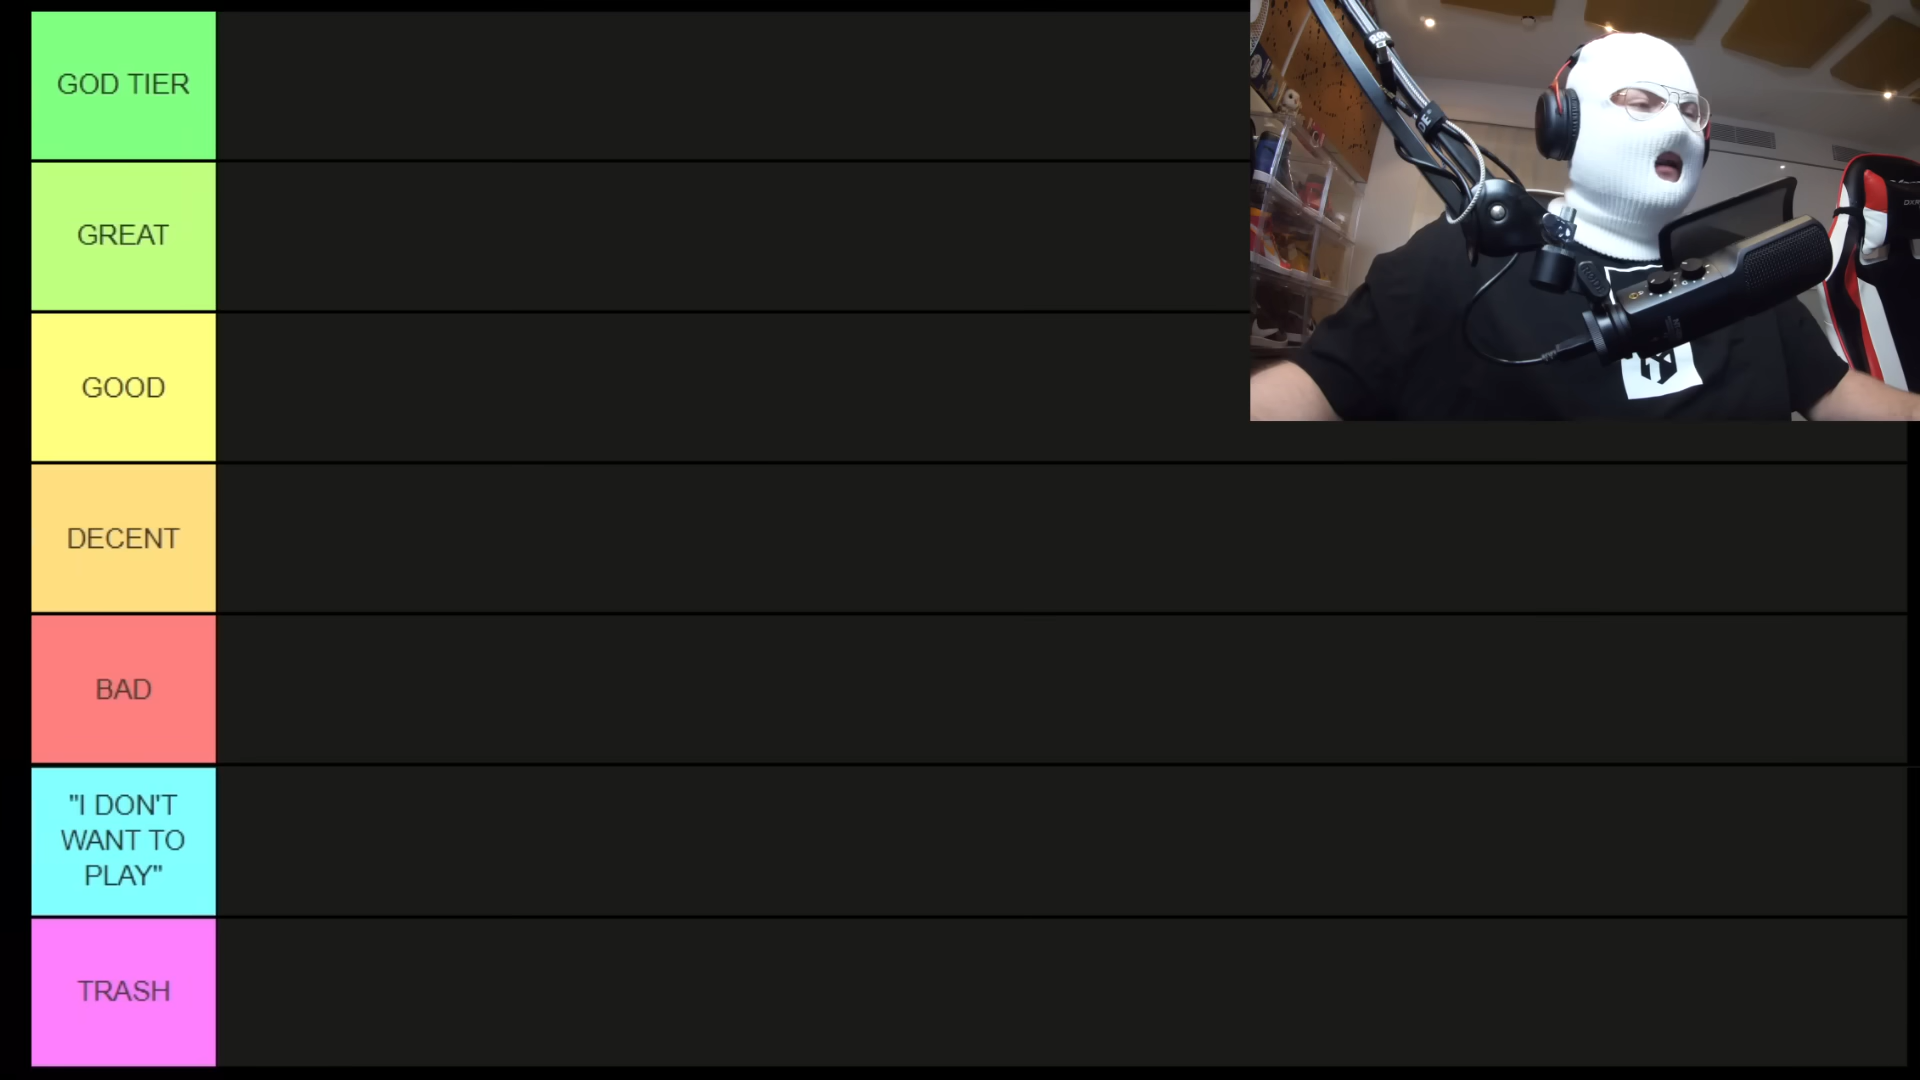 GOD TIER
GREAT
GOOD
DECENT
BAD
"I DON'T
WANT TO
PLAY"
TRASH